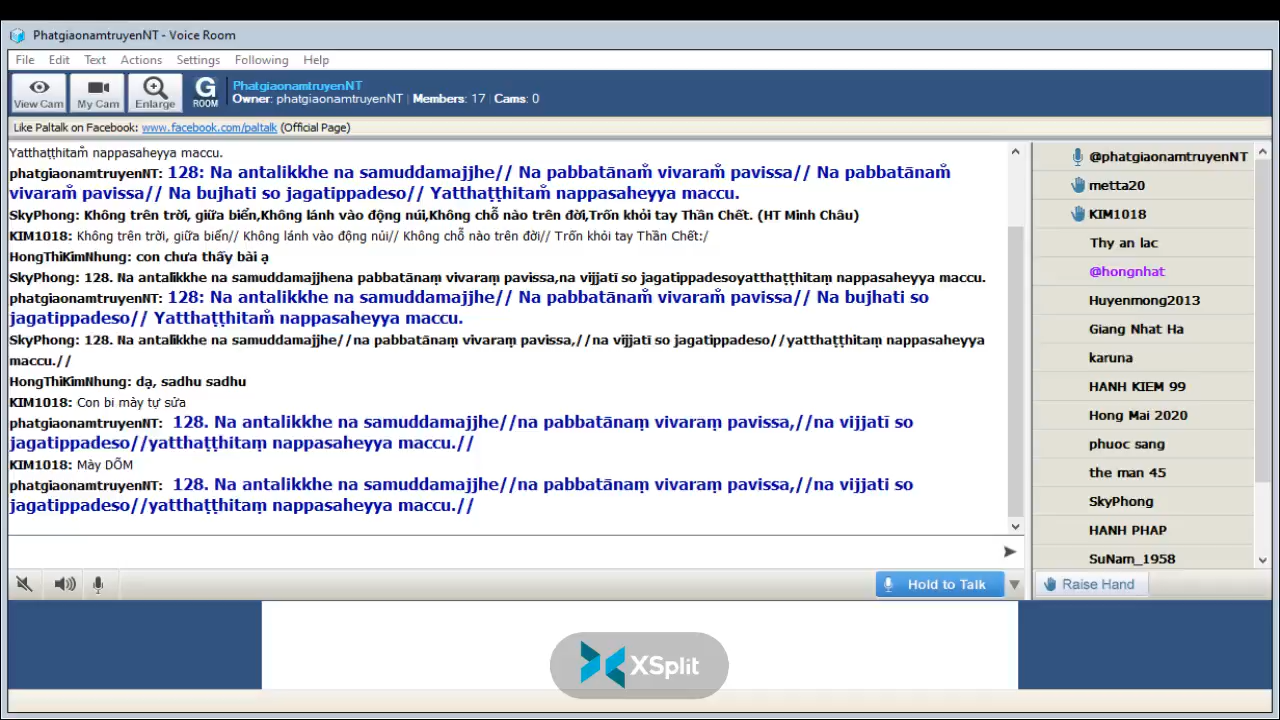 PhatgiaonamtruyenNT - Voice Room
File Edit Text Actions Settings Following Help
View Cam My Cam Enlarge G ROOM
PhatgiaonamtruyenNT
Owner: phatgiaonamtruyenNT | Members: 17 | Cams: 0
Like Paltalk on Facebook: www.facebook.com/paltalk (Official Page)
Yatthaṭṭhitam̐ nappasaheyya maccu.
phatgiaonamtruyenNT: 128: Na antalikkhe na samuddamajjhe// Na pabbatānam̐ vivaram̐ pavissa// Na pabbatānam̐
vivaram̐ pavissa// Na bujhati so jagatippadeso// Yatthaṭṭhitam̐ nappasaheyya maccu.
SkyPhong: Không trên trời, giữa biển,Không lánh vào động núi,Không chỗ nào trên đời,Trốn khỏi tay Thần Chết. (HT Minh Châu)
KIM1018: Không trên trời, giữa biển// Không lánh vào động núi// Không chỗ nào trên đời// Trốn khỏi tay Thần Chết:/
HongThiKimNhung: con chưa thấy bài ạ
SkyPhong: 128. Na antalikkhe na samuddamajjhena pabbatānaṃ vivaraṃ pavissa,na vijjati so jagatippadesoyatthaṭṭhitaṃ nappasaheyya maccu.
phatgiaonamtruyenNT: 128: Na antalikkhe na samuddamajjhe// Na pabbatānam̐ vivaram̐ pavissa// Na bujhati so
jagatippadeso// Yatthaṭṭhitam̐ nappasaheyya maccu.
SkyPhong: 128. Na antalikkhe na samuddamajjhe//na pabbatānaṃ vivaraṃ pavissa,//na vijjatī so jagatippadeso//yatthaṭṭhitaṃ nappasaheyya
maccu.//
HongThiKimNhung: dạ, sadhu sadhu
KIM1018: Con bi mày tự sửa
phatgiaonamtruyenNT: 128. Na antalikkhe na samuddamajjhe//na pabbatānaṃ vivaraṃ pavissa,//na vijjatī so
jagatippadeso//yatthaṭṭhitaṃ nappasaheyya maccu.//
KIM1018: Mày DÕM
phatgiaonamtruyenNT: 128. Na antalikkhe na samuddamajjhe//na pabbatānaṃ vivaraṃ pavissa,//na vijjati so
jagatippadeso//yatthaṭṭhitaṃ nappasaheyya maccu.//
Hold to Talk
@phatgiaonamtruyenNT
metta20
KIM1018
Thy an lac
@hongnhat
Huyenmong2013
Giang Nhat Ha
karuna
HANH KIEM 99
Hong Mai 2020
phuoc sang
the man 45
SkyPhong
HANH PHAP
SuNam_1958
Raise Hand
XSplit